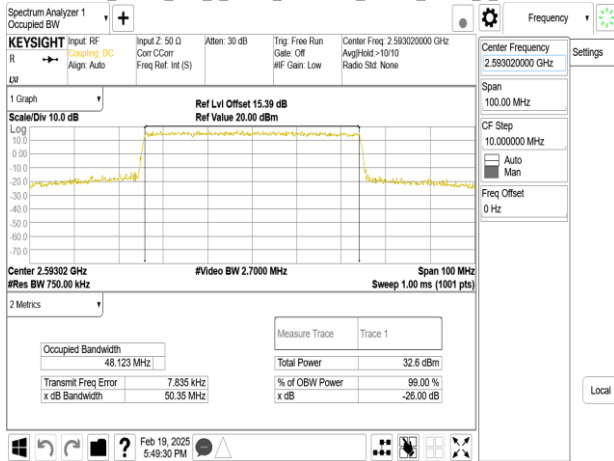 Spectrum Analyzer 1
Occupied BW
+
Frequency
KEYSIGHT
R
LXI
Input: RF
Coupling: DC
Align: Auto
Input Z: 50 Ω
Corr CCorr
Freq Ref: Int (S)
Atten: 30 dB
Trig: Free Run
Gate: Off
#IF Gain: Low
Center Freq: 2.593020000 GHz
Avg|Hold:>10/10
Radio Std: None
Center Frequency
2.593020000 GHz
Settings
Span
100.00 MHz
CF Step
10.000000 MHz
Auto
Man
Freq Offset
0 Hz
Local
1 Graph
Scale/Div 10.0 dB
Ref Lvl Offset 15.39 dB
Ref Value 20.00 dBm
Log
10.0
0.00
-10.0
-20.0
-30.0
-40.0
-50.0
-60.0
-70.0
Center 2.59302 GHz
#Res BW 750.00 kHz
#Video BW 2.7000 MHz
Span 100 MHz
Sweep 1.00 ms (1001 pts)
2 Metrics
Measure Trace Trace 1
Occupied Bandwidth
48.123 MHz
Total Power 32.6 dBm
Transmit Freq Error 7.835 kHz
% of OBW Power 99.00 %
x dB Bandwidth 50.35 MHz
x dB -26.00 dB
?
Feb 19, 2025
5:49:30 PM